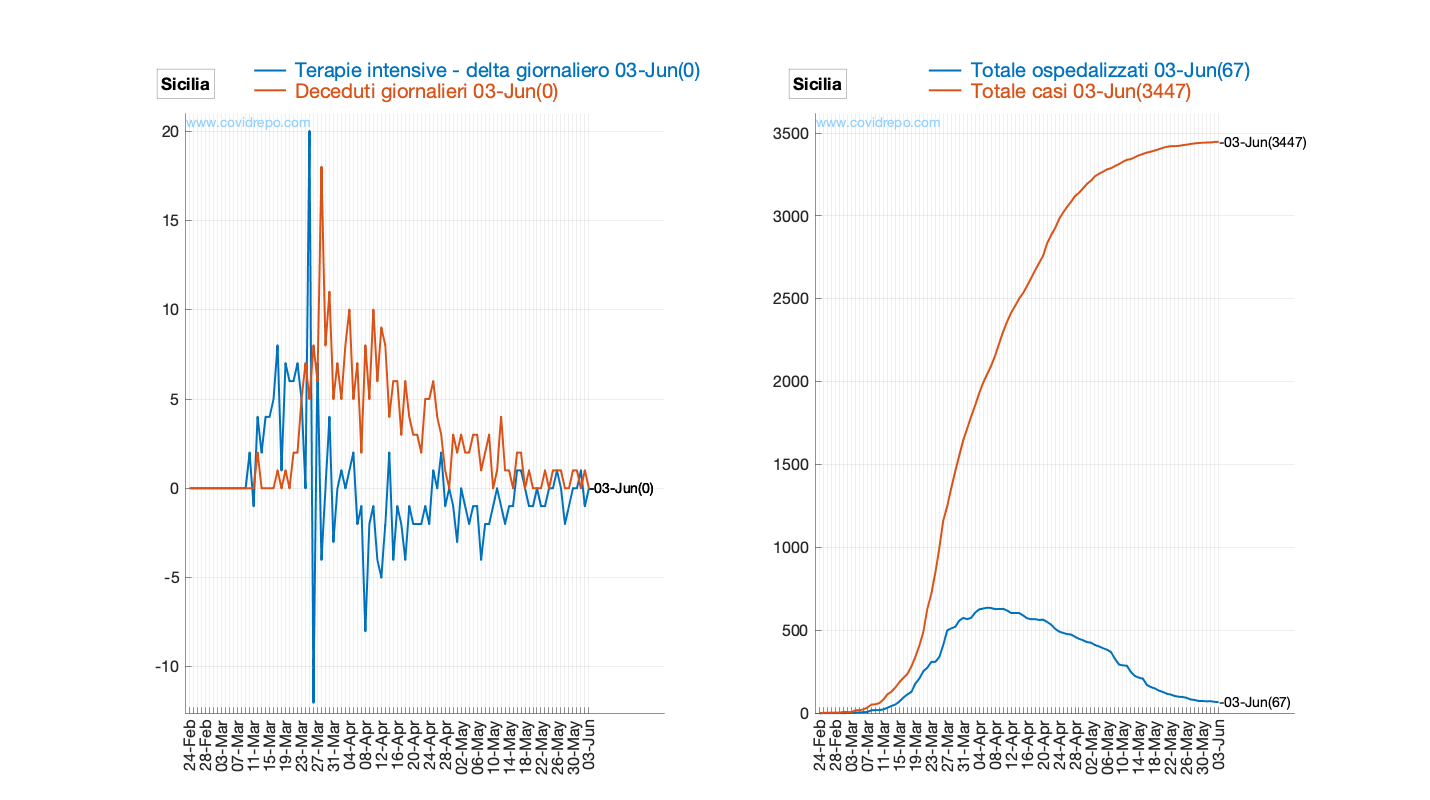 Sicilia
Terapie intensive - delta giornaliero 03-Jun(0)
Deceduti giornalieri 03-Jun(0)
www.covidrepo.com
20
15
10
5
0
-5
-10
-03-Jun(0)
24-Feb
28-Feb
03-Mar
07-Mar
11-Mar
15-Mar
19-Mar
23-Mar
27-Mar
31-Mar
04-Apr
08-Apr
12-Apr
16-Apr
20-Apr
24-Apr
28-Apr
02-May
06-May
10-May
14-May
18-May
22-May
26-May
30-May
03-Jun
Sicilia
Totale ospedalizzati 03-Jun(67)
Totale casi 03-Jun(3447)
www.covidrepo.com
3500
3000
2500
2000
1500
1000
500
0
-03-Jun(3447)
-03-Jun(67)
24-Feb
28-Feb
03-Mar
07-Mar
11-Mar
15-Mar
19-Mar
23-Mar
27-Mar
31-Mar
04-Apr
08-Apr
12-Apr
16-Apr
20-Apr
24-Apr
28-Apr
02-May
06-May
10-May
14-May
18-May
22-May
26-May
30-May
03-Jun